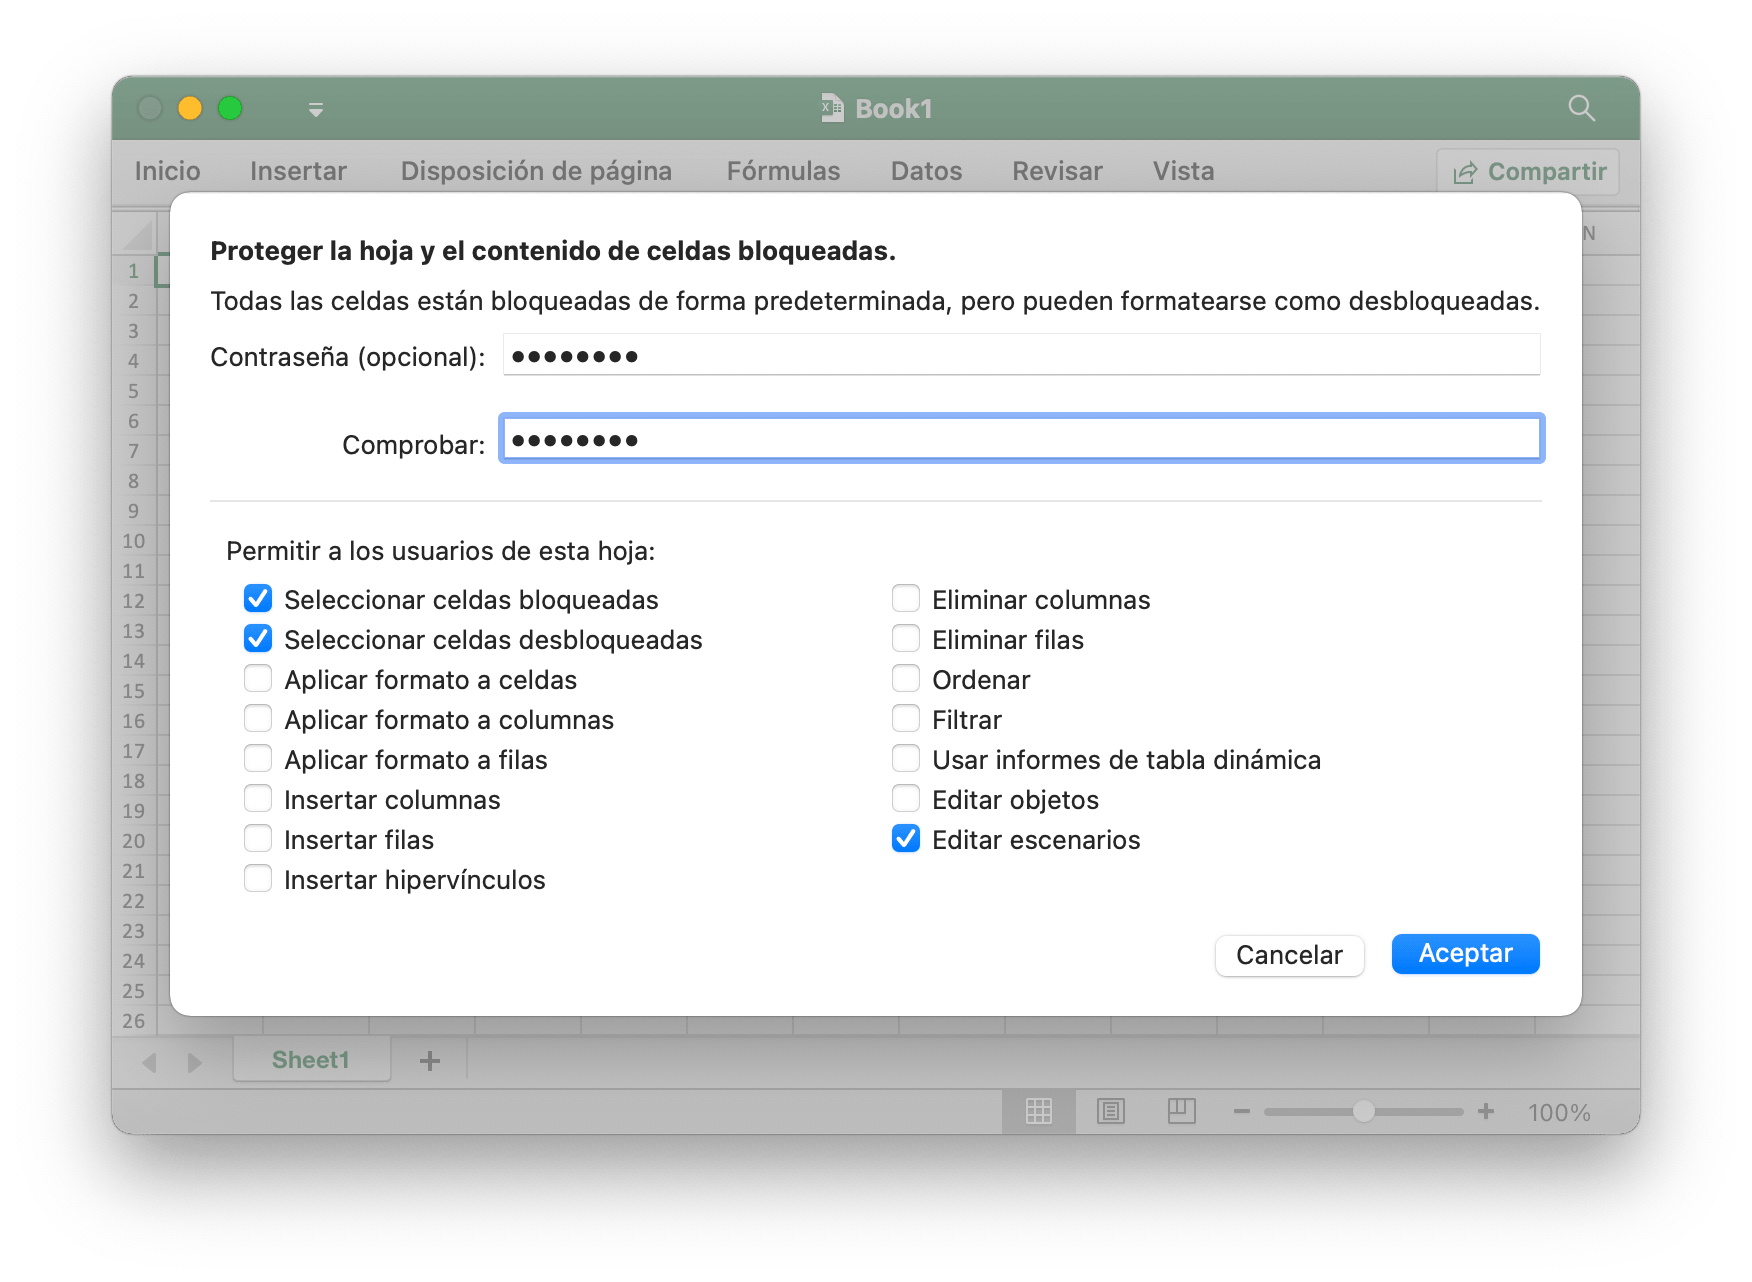 Book1
Inicio Insertar Disposición de página Fórmulas Datos Revisar Vista Compartir
N
Proteger la hoja y el contenido de celdas bloqueadas.
Todas las celdas están bloqueadas de forma predeterminada, pero pueden formatearse como desbloqueadas.
Contraseña (opcional): ••••••••
Comprobar: ••••••••
Permitir a los usuarios de esta hoja:
Seleccionar celdas bloqueadas
Seleccionar celdas desbloqueadas
Aplicar formato a celdas
Aplicar formato a columnas
Aplicar formato a filas
Insertar columnas
Insertar filas
Insertar hipervínculos
Eliminar columnas
Eliminar filas
Ordenar
Filtrar
Usar informes de tabla dinámica
Editar objetos
Editar escenarios
Cancelar Aceptar
1
2
3
4
5
6
7
8
9
10
11
12
13
14
15
16
17
18
19
20
21
22
23
24
25
26
Sheet1 +
100%